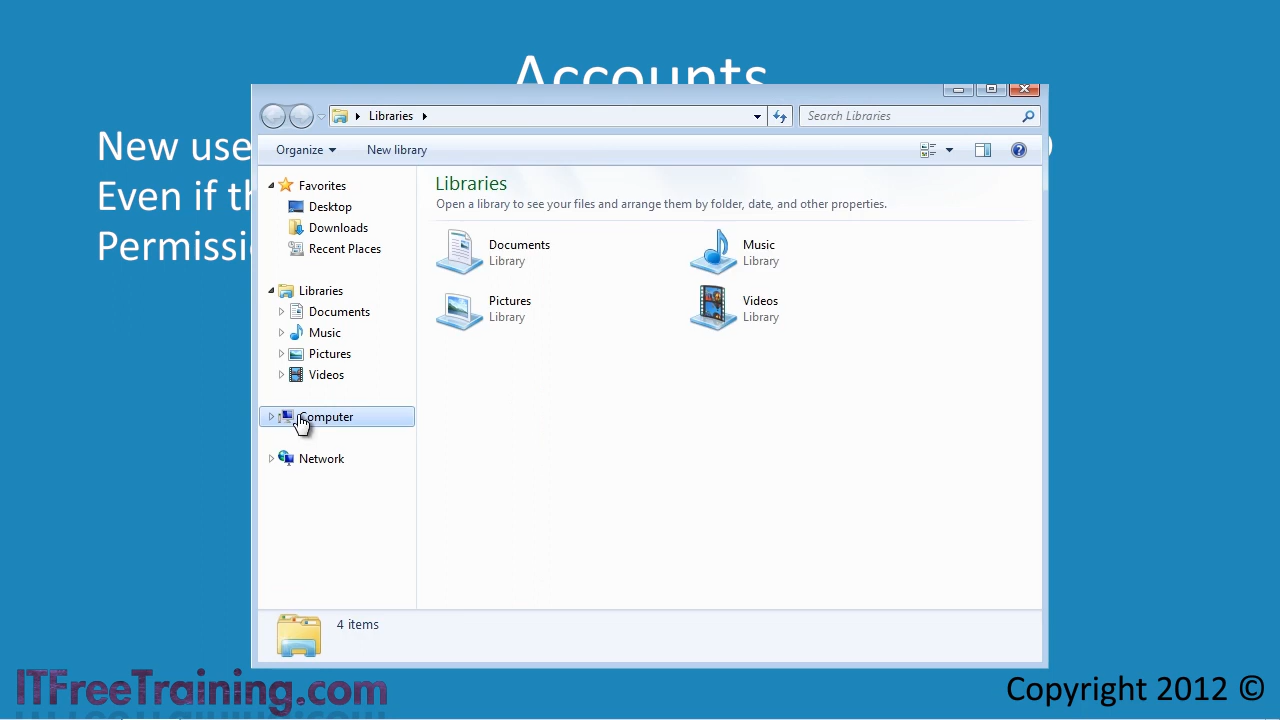 Accounts
New use
Even if th
Permissi
Libraries
Search Libraries
Organize
New library
Favorites
Desktop
Downloads
Recent Places
Libraries
Documents
Music
Pictures
Videos
Computer
Network
Libraries
Open a library to see your files and arrange them by folder, date, and other properties.
Documents
Library
Music
Library
Pictures
Library
Videos
Library
4 items
ITFreeTraining.com
Copyright 2012 ©